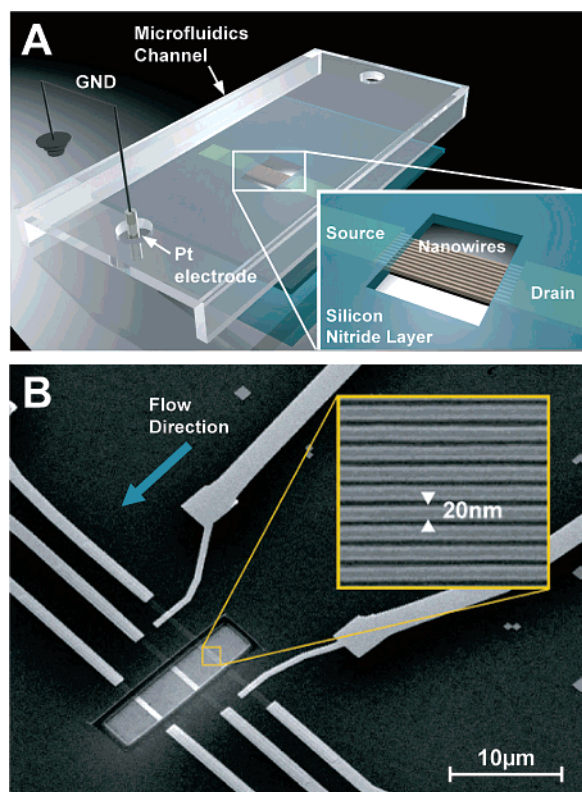 A
Microfluidics
Channel
GND
Pt
electrode
Source
Nanowires
Drain
Silicon
Nitride Layer
B
Flow
Direction
20nm
10μm